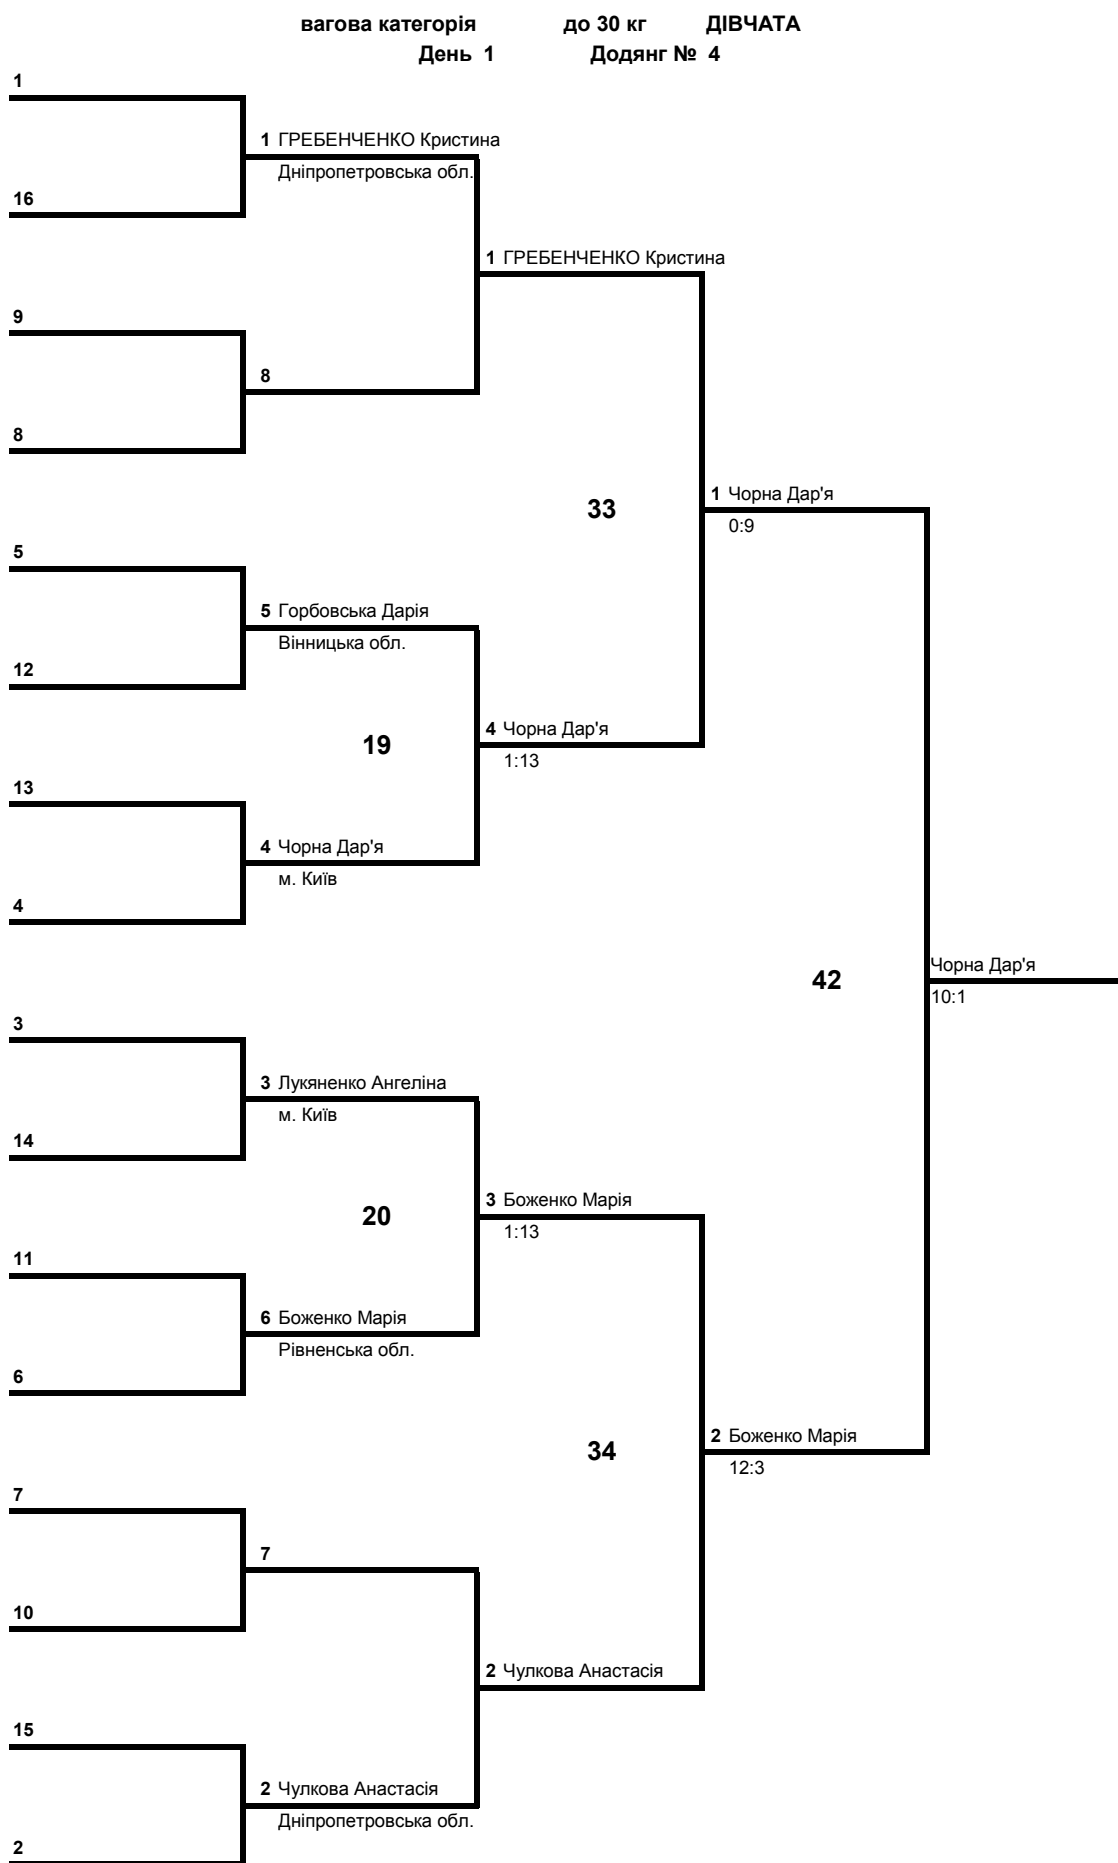 вагова категорія до 30 кг ДІВЧАТА
День 1 Додянг № 4
1
1 ГРЕБЕНЧЕНКО Кристина
Дніпропетровська обл.
16
1 ГРЕБЕНЧЕНКО Кристина
9
8
8
1 Чорна Дар'я
33
0:9
5
5 Горбовська Дарія
Вінницька обл.
12
4 Чорна Дар'я
19
1:13
13
4 Чорна Дар'я
м. Київ
4
Чорна Дар'я
42
10:1
3
3 Лукяненко Ангеліна
м. Київ
14
3 Боженко Марія
20
1:13
11
6 Боженко Марія
Рівненська обл.
6
2 Боженко Марія
34
12:3
7
7
10
2 Чулкова Анастасія
15
2 Чулкова Анастасія
Дніпропетровська обл.
2